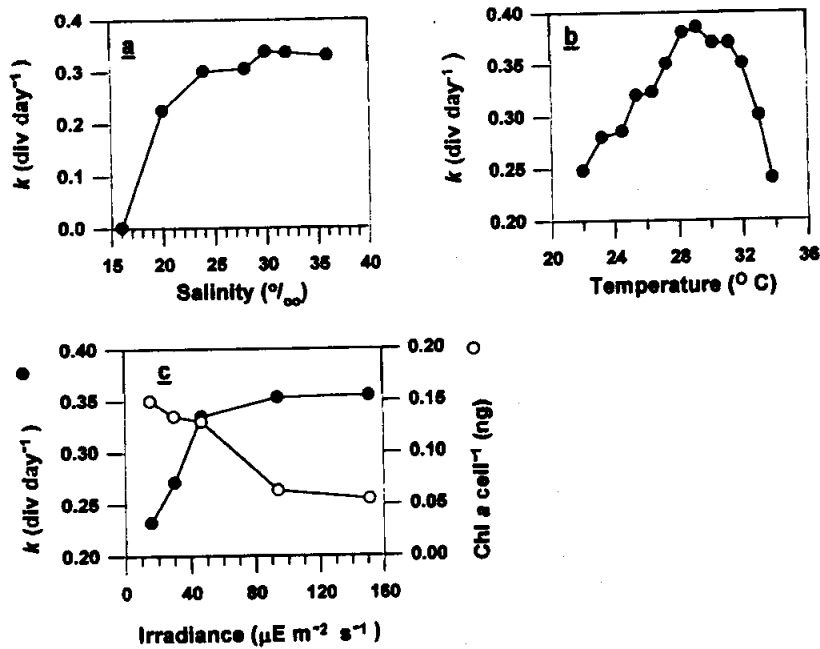 a
0.4
0.3
0.2
0.1
0.0
k (div day⁻¹)
15 20 25 30 35 40
Salinity (º/ₒₒ)
b
0.40
0.35
0.30
0.25
0.20
k (div day⁻¹)
20 24 28 32 36
Temperature (º C)
c
0.40
0.35
0.30
0.25
0.20
k (div day⁻¹)
0.20
0.15
0.10
0.05
0.00
Chl a cell⁻¹ (ng)
0 40 80 120 160
Irradiance (µE m⁻² s⁻¹)